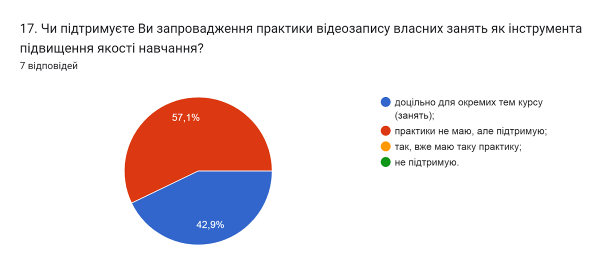 17. Чи підтримуєте Ви запровадження практики відеозапису власних занять як інструмента
підвищення якості навчання?
7 відповідей
57,1%
42,9%
доцільно для окремих тем курсу
(занять);
практики не маю, але підтримую;
так, вже маю таку практику;
не підтримую.